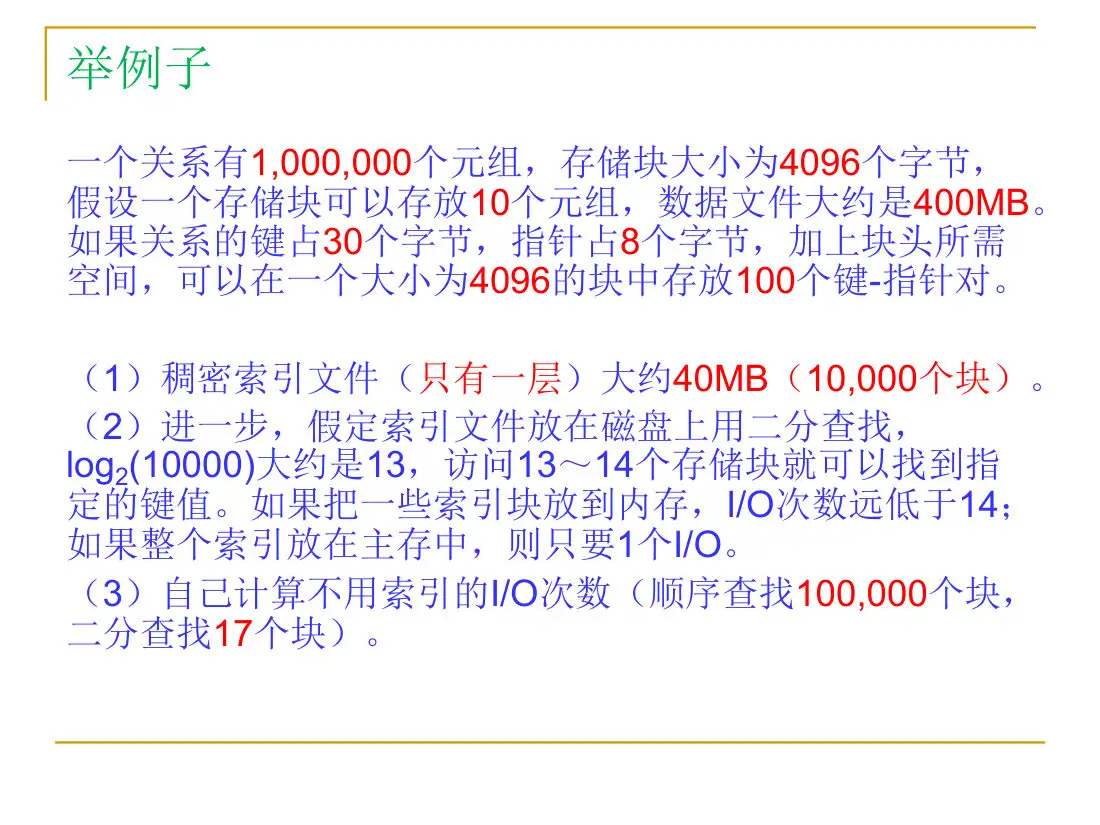 举例子
一个关系有1,000,000个元组，存储块大小为4096个字节，
假设一个存储块可以存放10个元组，数据文件大约是400MB。
如果关系的键占30个字节，指针占8个字节，加上块头所需
空间，可以在一个大小为4096的块中存放100个键-指针对。
（1）稠密索引文件（只有一层）大约40MB（10,000个块）。
（2）进一步，假定索引文件放在磁盘上用二分查找，
log₂(10000)大约是13，访问13～14个存储块就可以找到指
定的键值。如果把一些索引块放到内存，I/O次数远低于14；
如果整个索引放在主存中，则只要1个I/O。
（3）自己计算不用索引的I/O次数（顺序查找100,000个块，
二分查找17个块）。